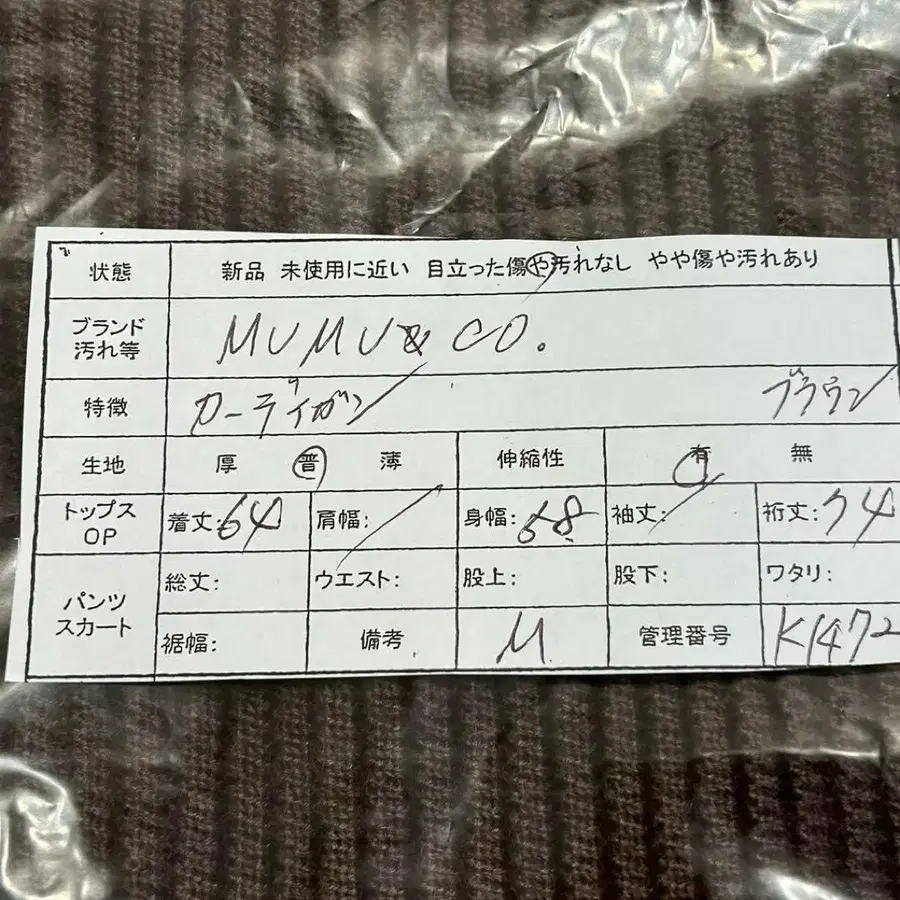 状態 新品 未使用に近い 目立った傷や汚れなし やや傷や汚れあり
ブランド
汚れ等 MUMU & CO.
特徴 カーディガン ブラウン
生地 厚 普 薄 伸縮性 有 無
トップス
OP 着丈:64 肩幅: 身幅:58 袖丈: 裄丈:74
パンツ
スカート 総丈: ウエスト: 股上: 股下: ワタリ:
裾幅: 備考 M 管理番号 K1472